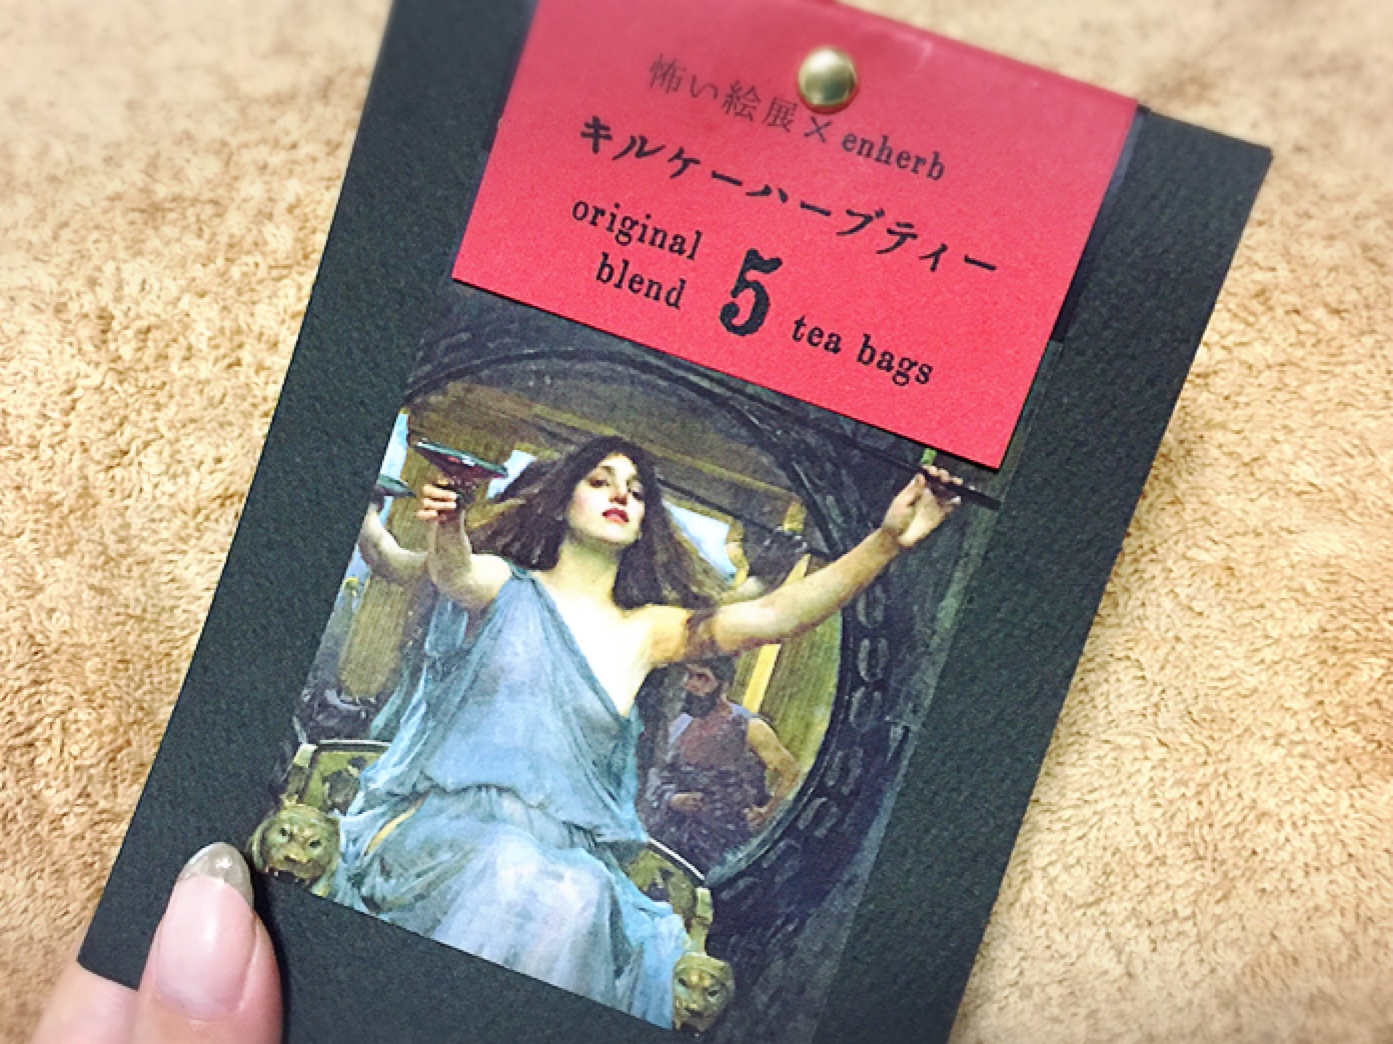 怖い絵展×enherb
キルケーハーブティー
original
blend
5
tea bags